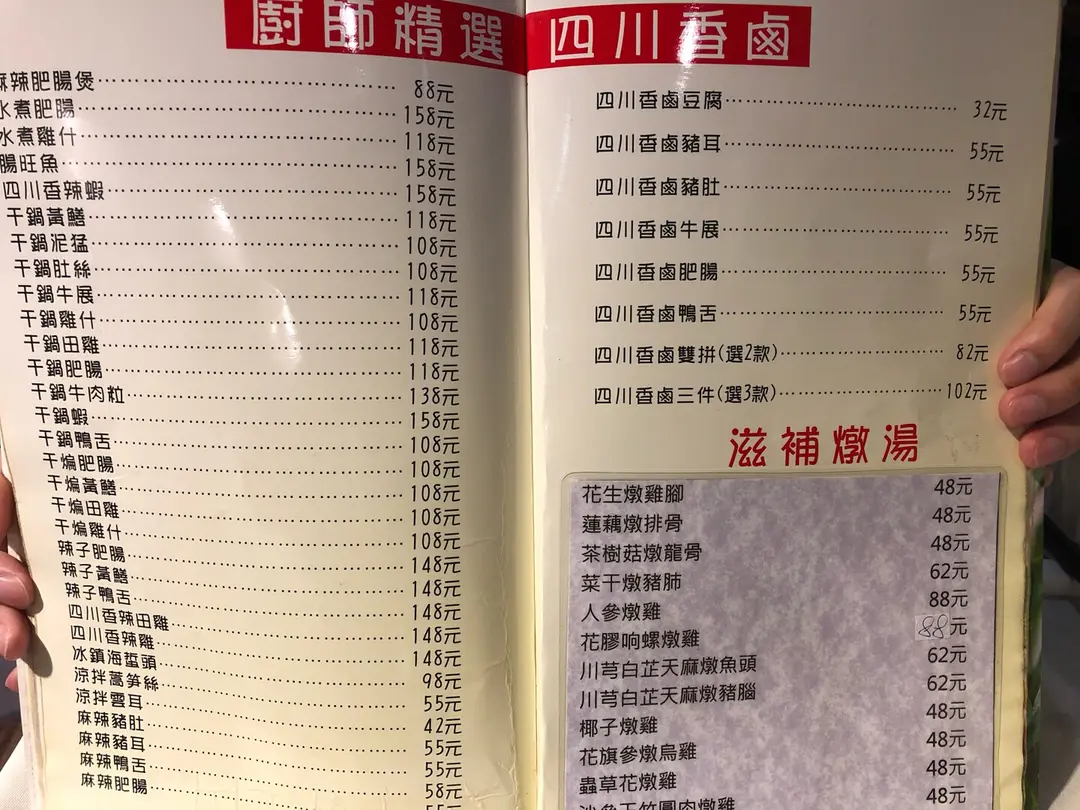 廚師精選
麻辣肥腸煲 88元
水煮肥腸 158元
水煮雞什 118元
腸旺魚 158元
四川香辣蝦 158元
干鍋黃鱔 118元
干鍋泥猛 108元
干鍋肚絲 108元
干鍋牛展 118元
干鍋雞什 108元
干鍋田雞 118元
干鍋肥腸 118元
干鍋牛肉粒 138元
干鍋蝦 158元
干鍋鴨舌 108元
干煸肥腸 108元
干煸黃鱔 108元
干煸田雞 108元
干煸雞什 108元
辣子肥腸 148元
辣子黃鱔 148元
辣子鴨舌 148元
四川香辣田雞 148元
四川香辣雞 148元
冰鎮海蜇頭 98元
涼拌蒿笋絲 55元
涼拌雲耳 42元
麻辣豬肚 55元
麻辣豬耳 55元
麻辣鴨舌 58元
麻辣肥腸 55元
四川香鹵
四川香鹵豆腐 32元
四川香鹵豬耳 55元
四川香鹵豬肚 55元
四川香鹵牛展 55元
四川香鹵肥腸 55元
四川香鹵鴨舌 55元
四川香鹵雙拼(選2款) 82元
四川香鹵三件(選3款) 102元
滋補燉湯
花生燉雞腳 48元
蓮藕燉排骨 48元
茶樹菇燉龍骨 48元
菜干燉豬肺 62元
人參燉雞 88元
花膠响螺燉雞 88元
川芎白芷天麻燉魚頭 62元
川芎白芷天麻燉豬腦 62元
椰子燉雞 48元
花旗參燉烏雞 48元
蟲草花燉雞 48元
沙參玉竹圓肉燉雞 48元